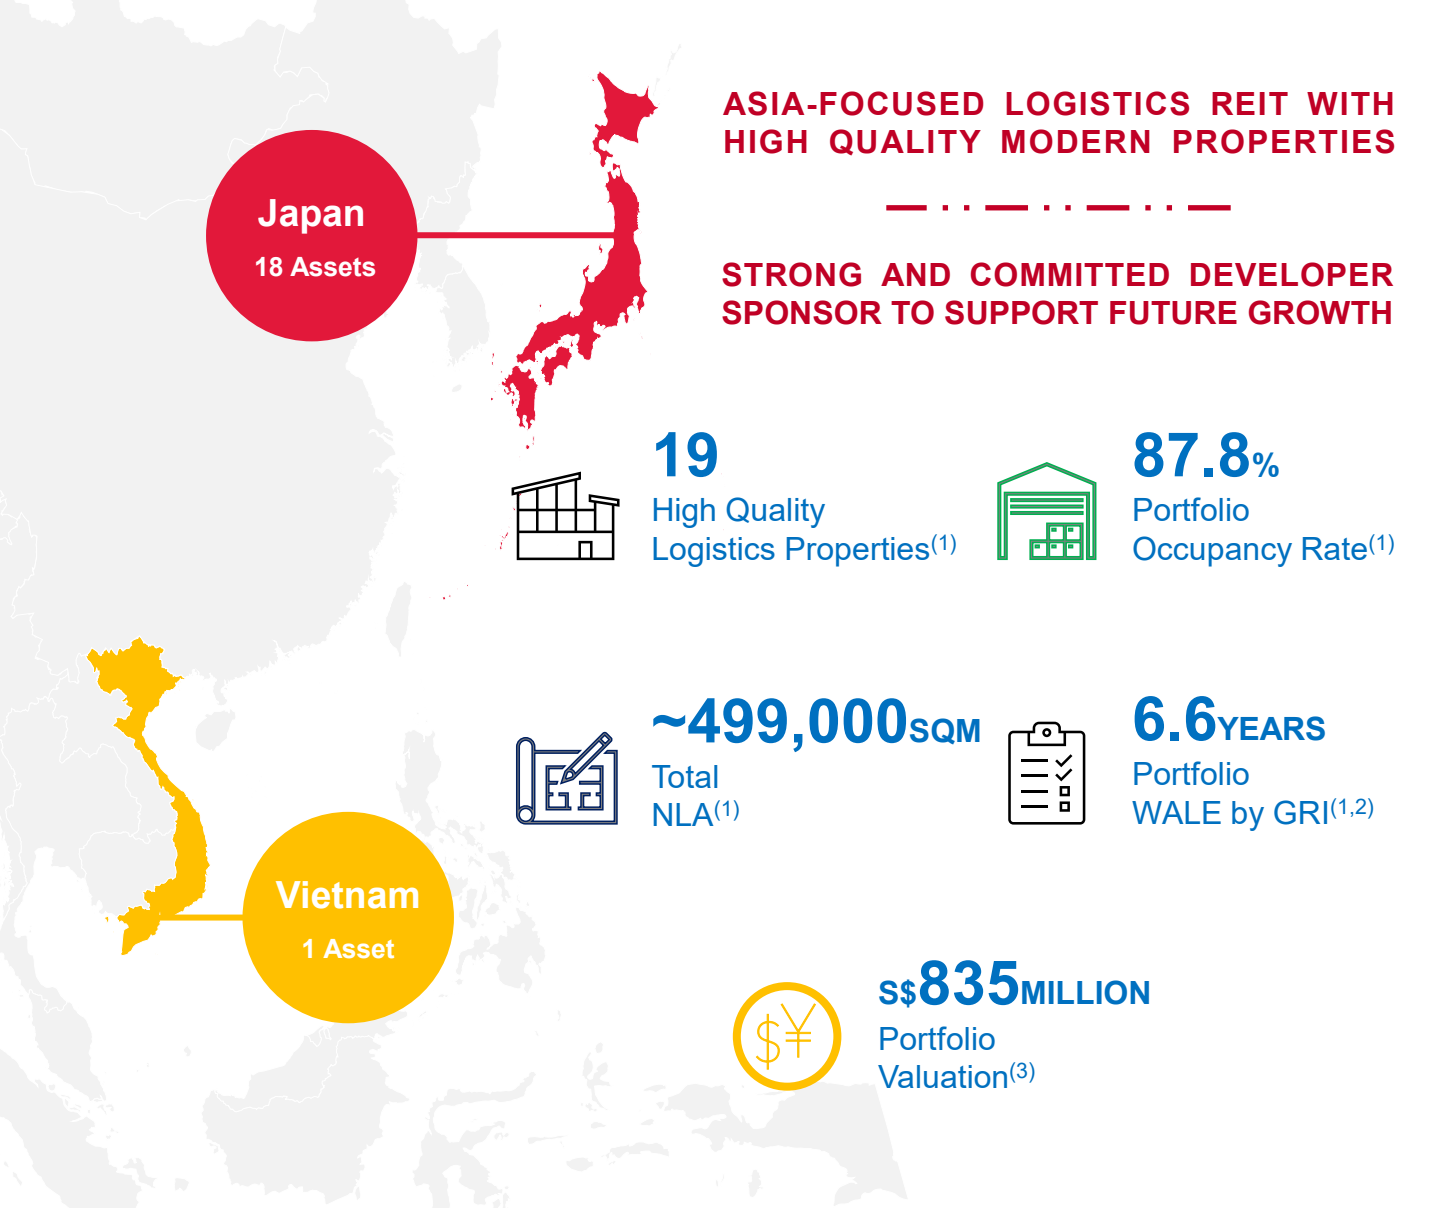 ASIA-FOCUSED LOGISTICS REIT WITH
HIGH QUALITY MODERN PROPERTIES
STRONG AND COMMITTED DEVELOPER
SPONSOR TO SUPPORT FUTURE GROWTH
Japan
18 Assets
19
High Quality
Logistics Properties(1)
87.8%
Portfolio
Occupancy Rate(1)
~499,000SQM
Total
NLA(1)
6.6YEARS
Portfolio
WALE by GRI(1,2)
Vietnam
1 Asset
S$835MILLION
Portfolio
Valuation(3)
$¥